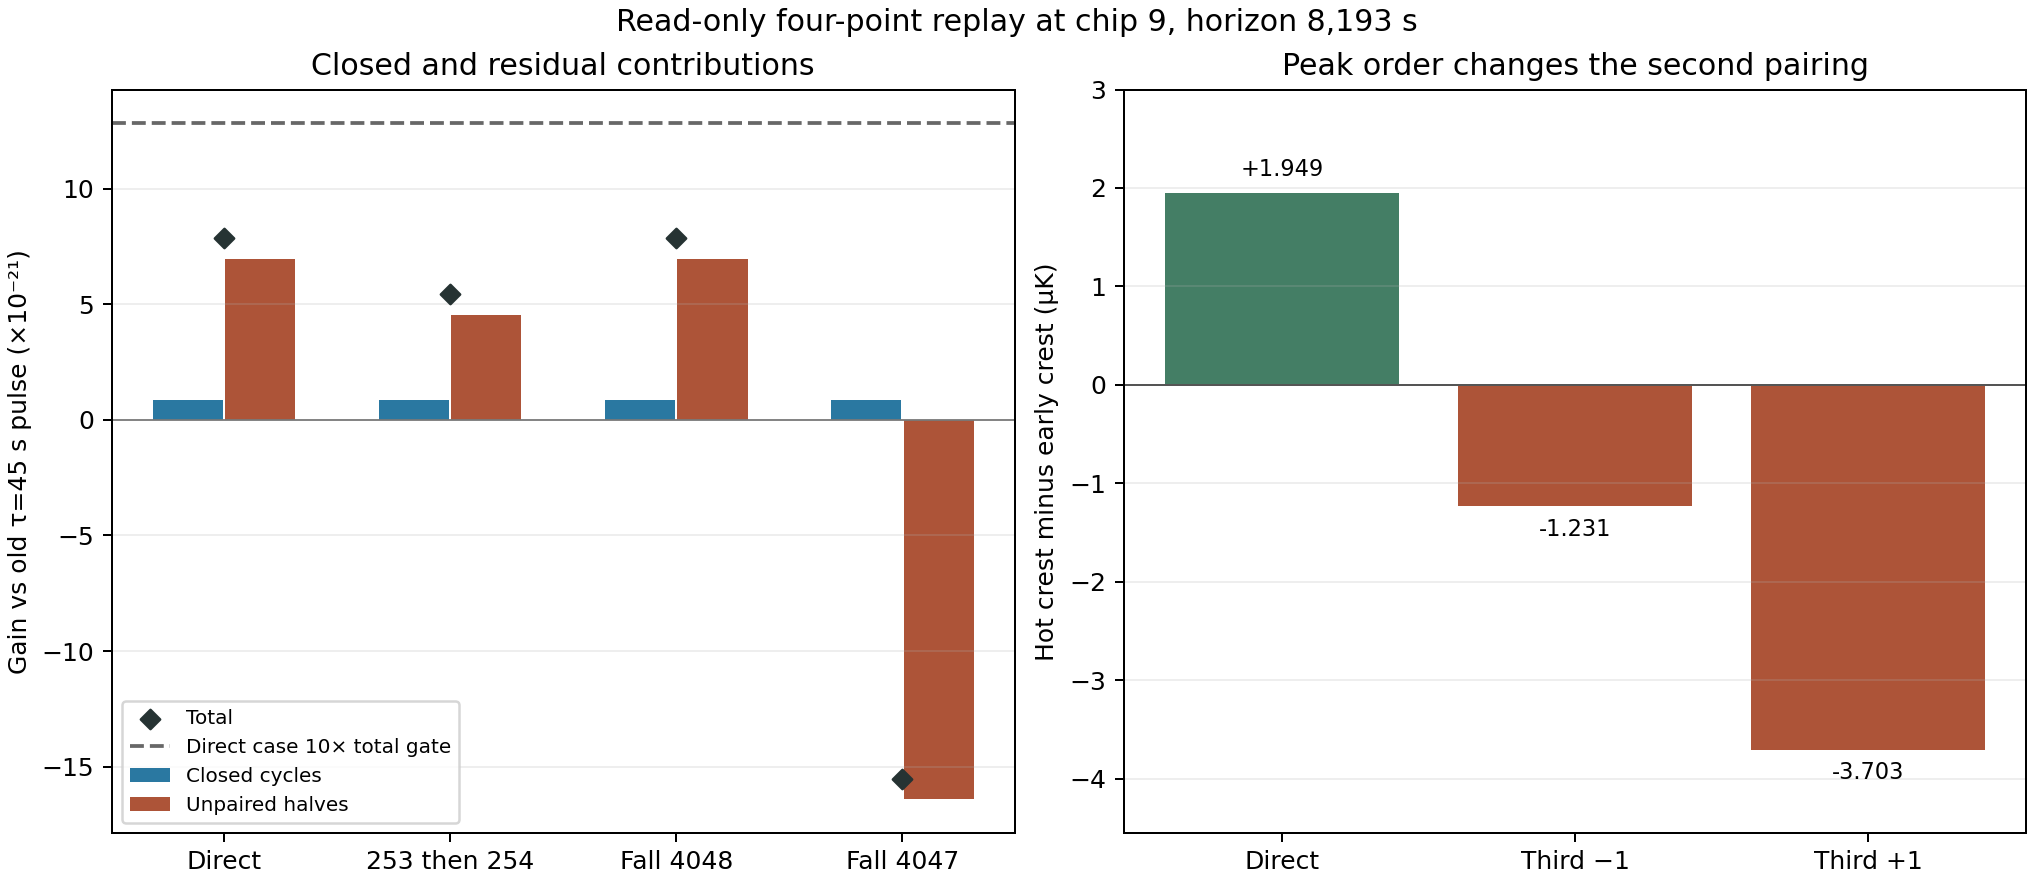 Read-only four-point replay at chip 9, horizon 8,193 s
Closed and residual contributions
Gain vs old τ=45 s pulse (×10⁻²¹)
10
5
0
−5
−10
−15
Total
Direct case 10× total gate
Closed cycles
Unpaired halves
Direct
253 then 254
Fall 4048
Fall 4047
Peak order changes the second pairing
Hot crest minus early crest (μK)
3
2
1
0
−1
−2
−3
−4
+1.949
-1.231
-3.703
Direct
Third −1
Third +1